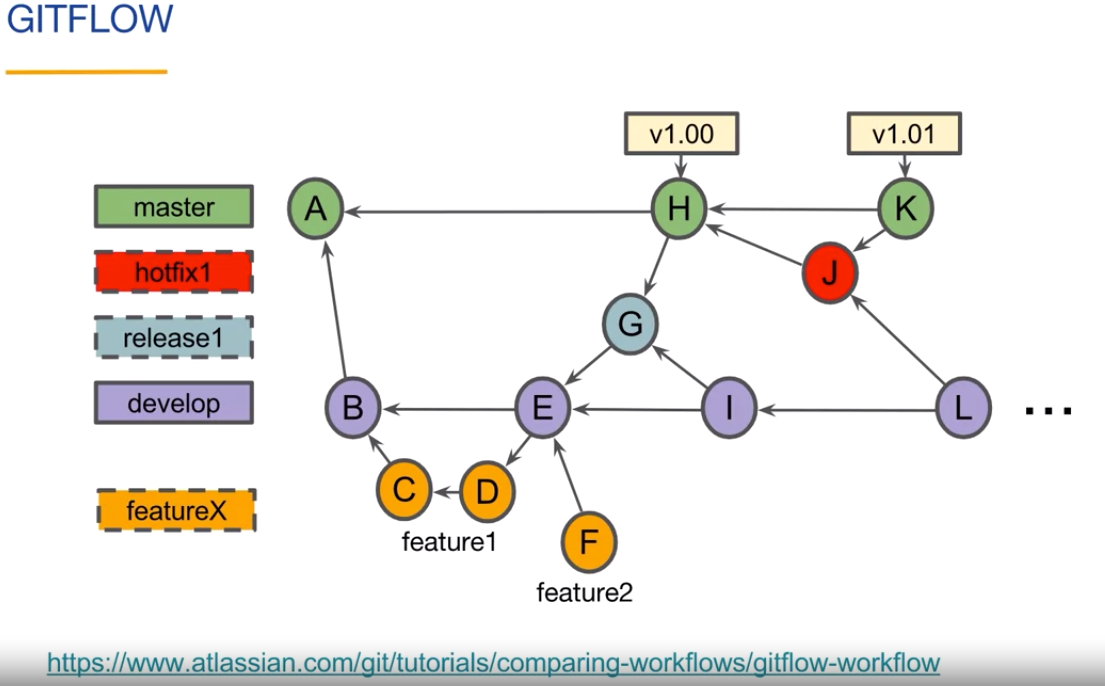 GITFLOW
v1.00
v1.01
master
A
H
K
hotfix1
J
release1
G
develop
B
E
I
L
...
C
D
featureX
feature1
F
feature2
https://www.atlassian.com/git/tutorials/comparing-workflows/gitflow-workflow